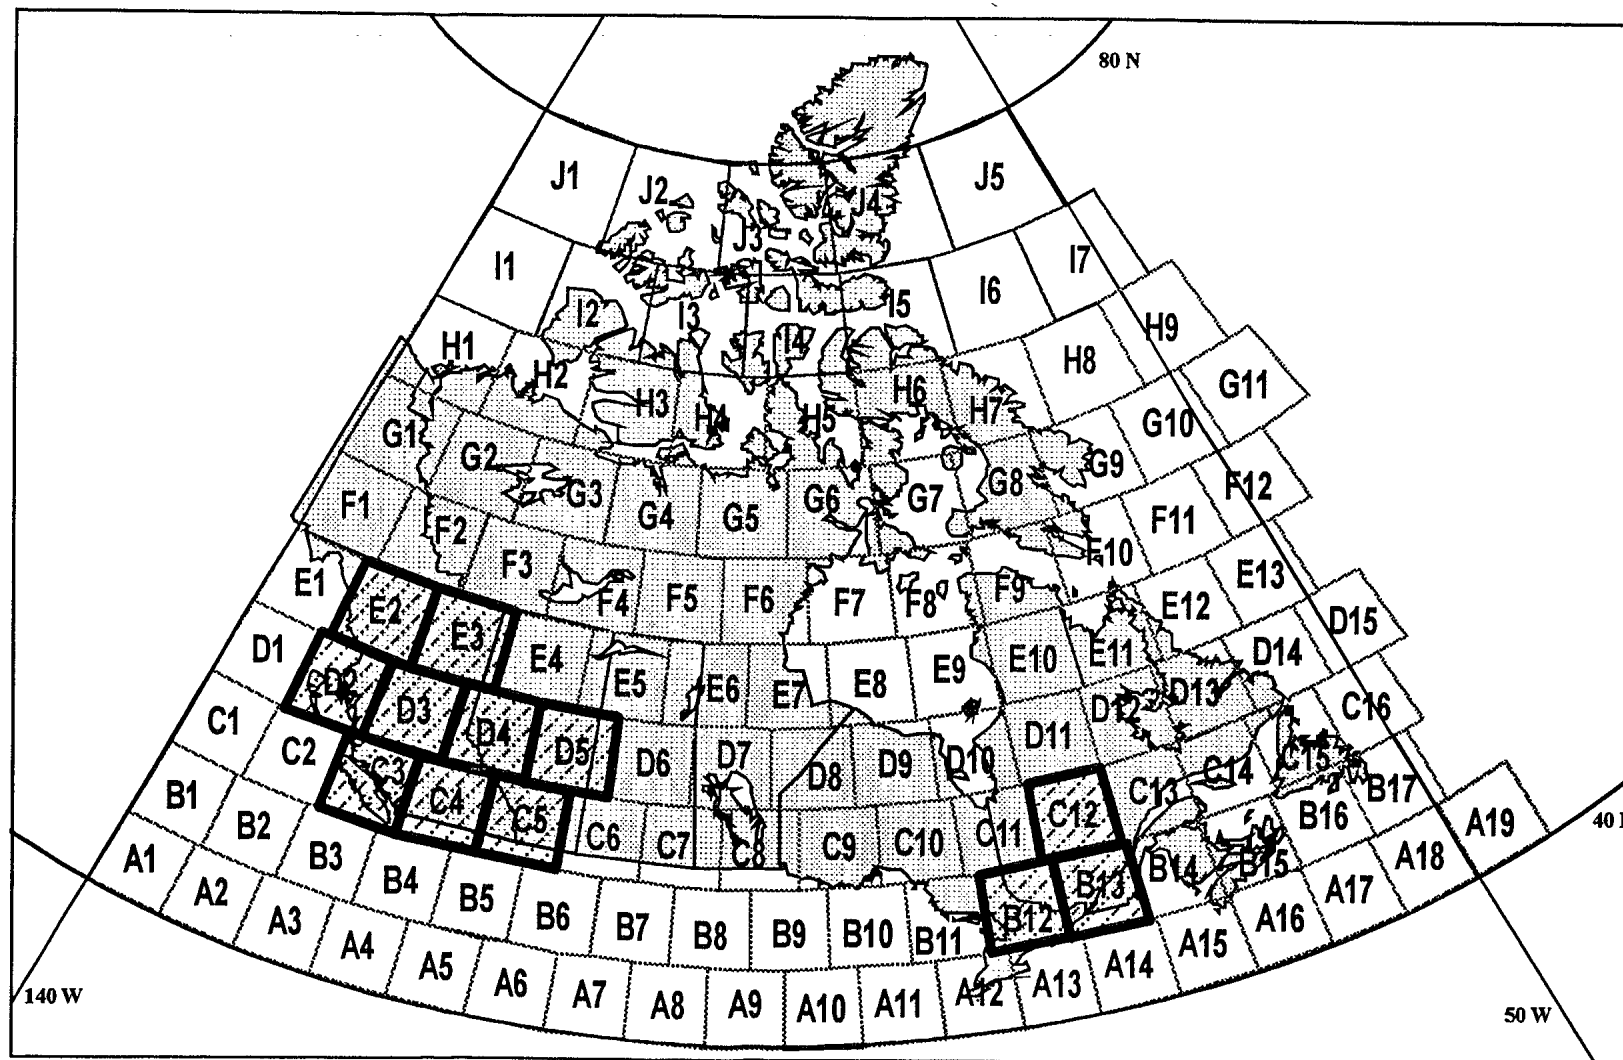 80 N
J1 J2 J3 J4 J5
I1 I2 I3 I4 I5 I6 I7
H1 H2 H3 H4 H5 H6 H7 H8 H9
G1 G2 G3 G4 G5 G6 G7 G8 G9 G10 G11
F1 F2 F3 F4 F5 F6 F7 F8 F9 F10 F11 F12
E1 E2 E3 E4 E5 E6 E7 E8 E9 E10 E11 E12 E13
D1 D2 D3 D4 D5 D6 D7 D8 D9 D10 D11 D12 D13 D14 D15
C1 C2 C3 C4 C5 C6 C7 C8 C9 C10 C11 C12 C13 C14 C15 C16
B1 B2 B3 B4 B5 B6 B7 B8 B9 B10 B11 B12 B13 B14 B15 B16 B17
A1 A2 A3 A4 A5 A6 A7 A8 A9 A10 A11 A12 A13 A14 A15 A16 A17 A18 A19
40
140 W
50 W